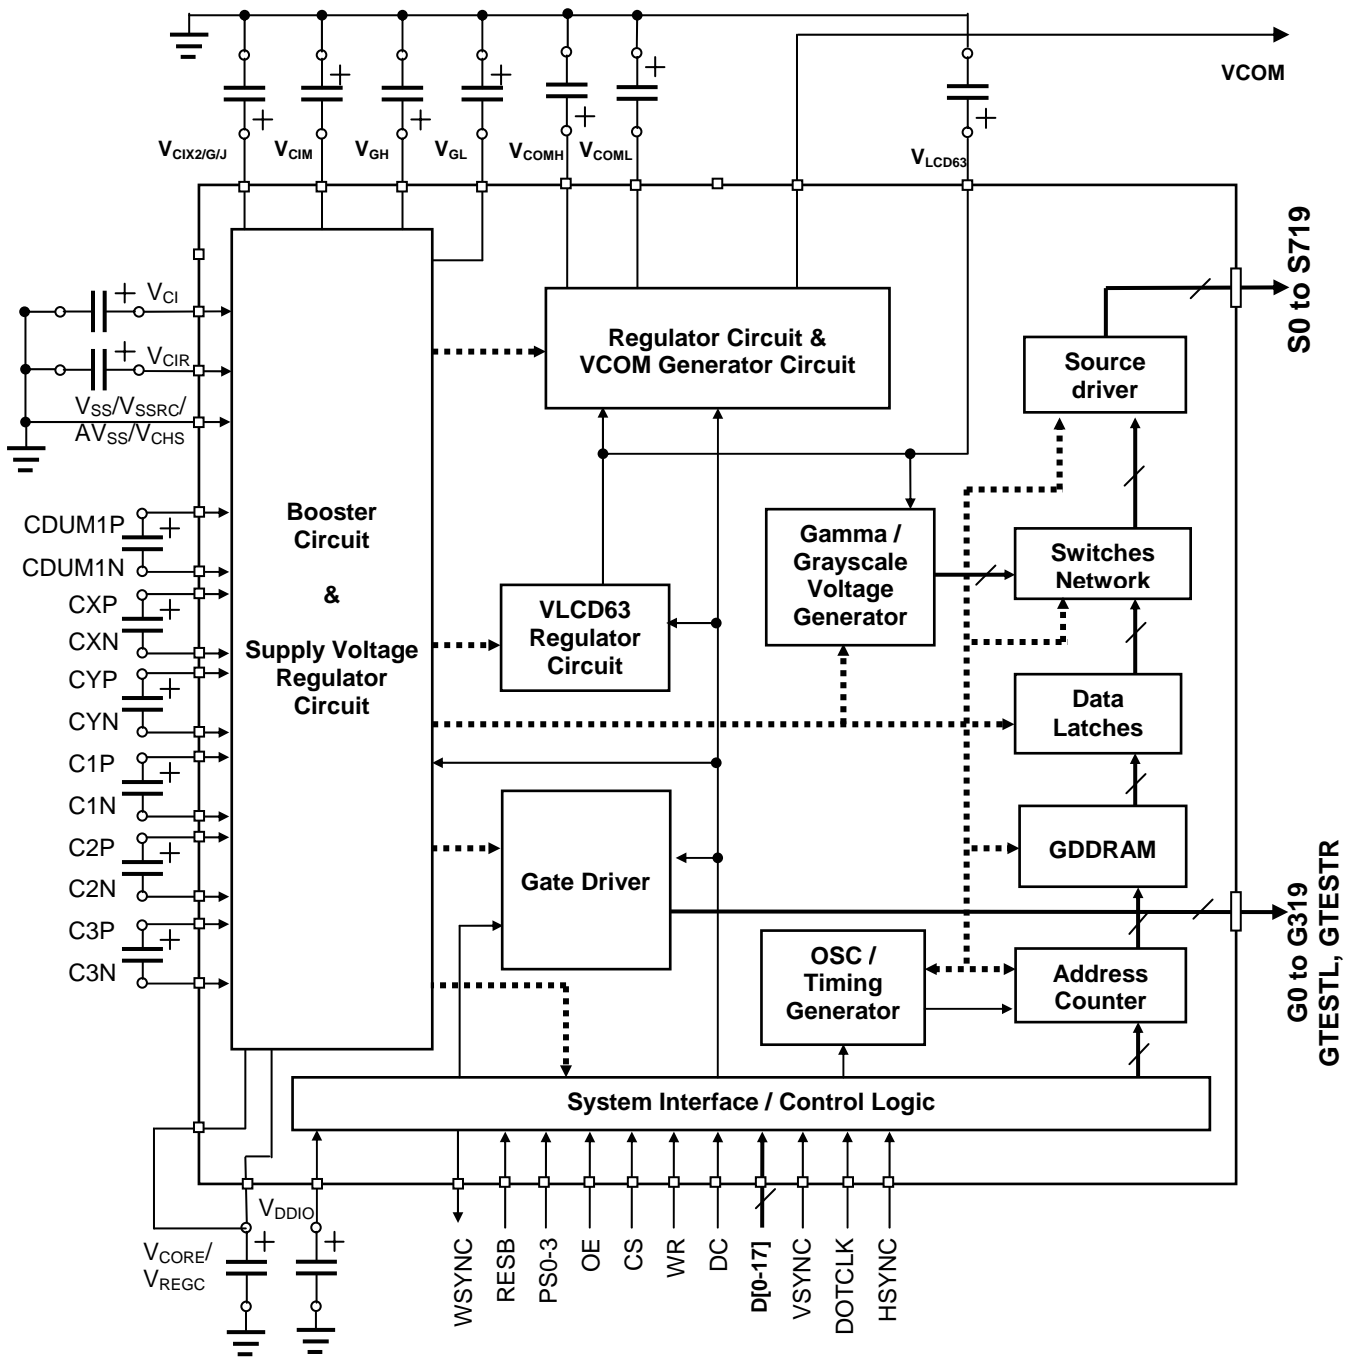 VCOM
VCIX2/G/J
VCIM
VGH
VGL
VCOMH
VCOML
VLCD63
S0 to S719
+ VCI
+ VCIR
VSS/VSSRC/
AVSS/VCHS
Regulator Circuit &
VCOM Generator Circuit
Source
driver
Booster
Circuit
&
Supply Voltage
Regulator
Circuit
CDUM1P
CDUM1N
CXP
CXN
CYP
CYN
C1P
C1N
C2P
C2N
C3P
C3N
Gamma /
Grayscale
Voltage
Generator
Switches
Network
VLCD63
Regulator
Circuit
Data
Latches
Gate Driver
GDDRAM
OSC /
Timing
Generator
Address
Counter
G0 to G319
GTESTL, GTESTR
System Interface / Control Logic
VDDIO
VCORE/
VREGC
WSYNC
RESB
PS0-3
OE
CS
WR
DC
D[0-17]
VSYNC
DOTCLK
HSYNC